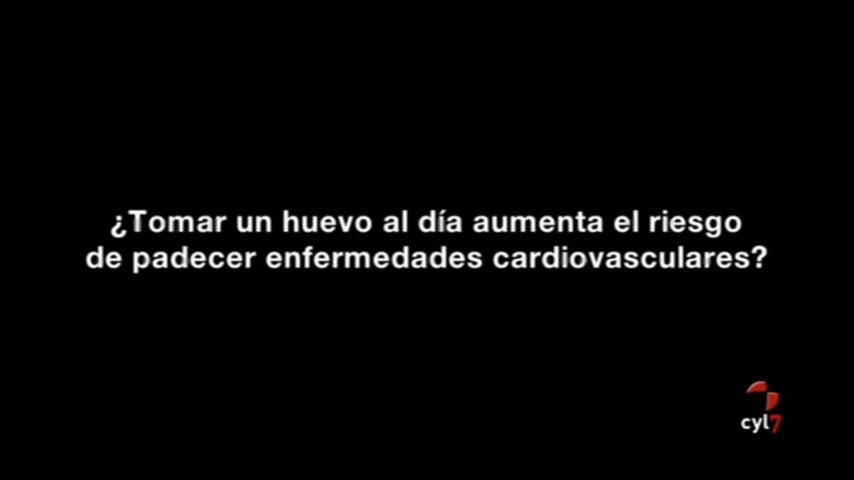 ¿Tomar un huevo al día aumenta el riesgo
de padecer enfermedades cardiovasculares?
cyl7